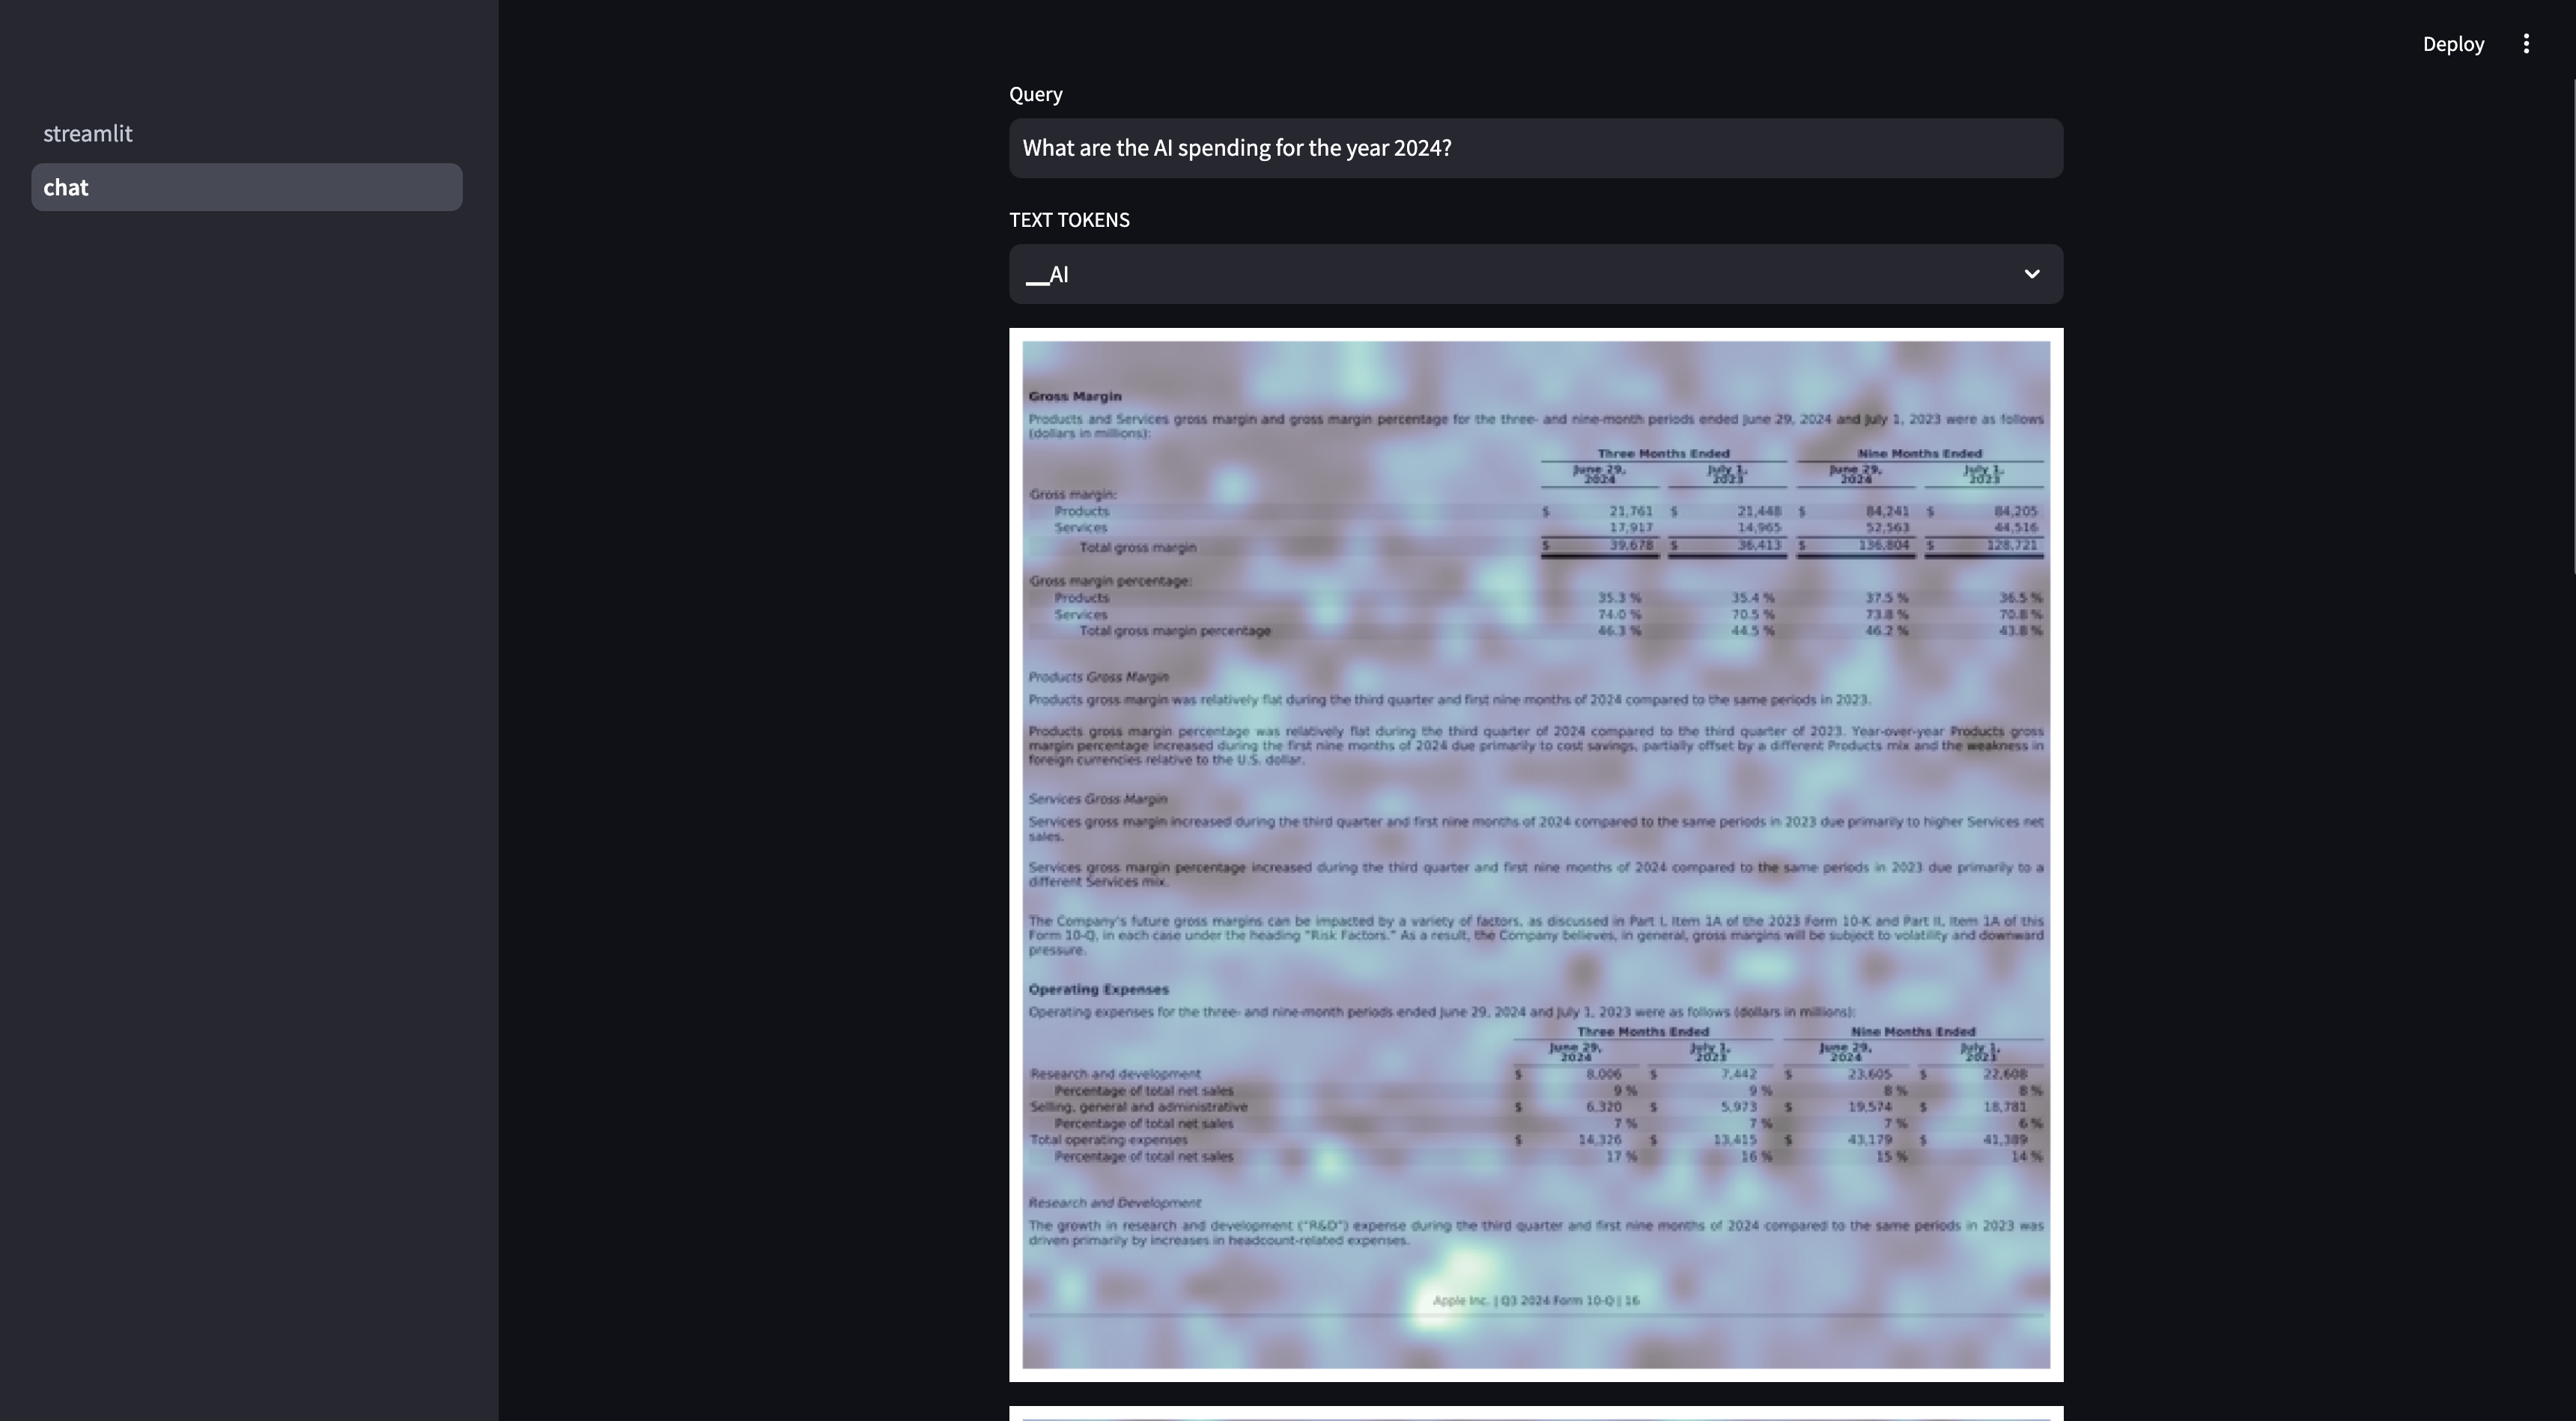 Deploy
streamlit
chat
Query
What are the AI spending for the year 2024?
TEXT TOKENS
__AI
Gross Margin
Products and Services gross margin and gross margin percentage for the three- and nine-month periods ended June 29, 2024 and July 1, 2023 were as follows
(dollars in millions):
Three Months Ended Nine Months Ended
June 29, 2024 July 1, 2023 June 29, 2024 July 1, 2023
Gross margin:
Products $ 21,761 $ 21,448 $ 84,241 $ 84,205
Services 17,917 14,965 52,563 44,516
Total gross margin $ 39,678 $ 36,413 $ 136,804 $ 128,721
Gross margin percentage:
Products 35.3 % 35.4 % 37.5 % 36.5 %
Services 74.0 % 70.5 % 73.8 % 70.8 %
Total gross margin percentage 46.3 % 44.5 % 46.2 % 43.8 %
Products Gross Margin
Products gross margin was relatively flat during the third quarter and first nine months of 2024 compared to the same periods in 2023.
Products gross margin percentage was relatively flat during the third quarter of 2024 compared to the third quarter of 2023. Year-over-year Products gross
margin percentage increased during the first nine months of 2024 due primarily to cost savings, partially offset by a different Products mix and the weakness in
foreign currencies relative to the U.S. dollar.
Services Gross Margin
Services gross margin increased during the third quarter and first nine months of 2024 compared to the same periods in 2023 due primarily to higher Services net
sales.
Services gross margin percentage increased during the third quarter and first nine months of 2024 compared to the same periods in 2023 due primarily to a
different Services mix.
The Company's future gross margins can be impacted by a variety of factors, as discussed in Part I, Item 1A of the 2023 Form 10-K and Part II, Item 1A of this
Form 10-Q, in each case under the heading "Risk Factors." As a result, the Company believes, in general, gross margins will be subject to volatility and downward
pressure.
Operating Expenses
Operating expenses for the three- and nine-month periods ended June 29, 2024 and July 1, 2023 were as follows (dollars in millions):
Three Months Ended Nine Months Ended
June 29, 2024 July 1, 2023 June 29, 2024 July 1, 2023
Research and development $ 8,006 $ 7,442 $ 23,605 $ 22,608
Percentage of total net sales 9 % 9 % 8 % 8 %
Selling, general and administrative $ 6,320 $ 5,973 $ 19,574 $ 18,781
Percentage of total net sales 7 % 7 % 7 % 6 %
Total operating expenses $ 14,326 $ 13,415 $ 43,179 $ 41,389
Percentage of total net sales 17 % 16 % 15 % 14 %
Research and Development
The growth in research and development ("R&D") expense during the third quarter and first nine months of 2024 compared to the same periods in 2023 was
driven primarily by increases in headcount-related expenses.
Apple Inc. | Q3 2024 Form 10-Q | 16